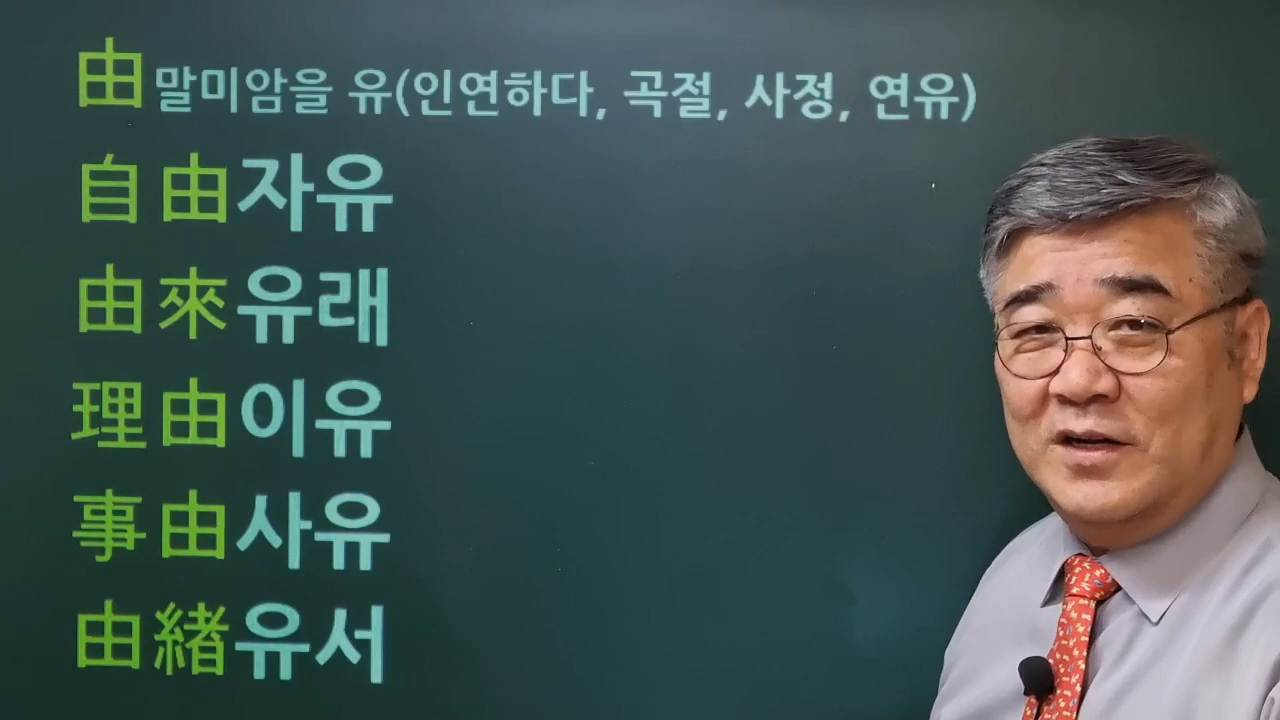 由말미암을 유(인연하다, 곡절, 사정, 연유)
自由자유
由來유래
理由이유
事由사유
由緖유서